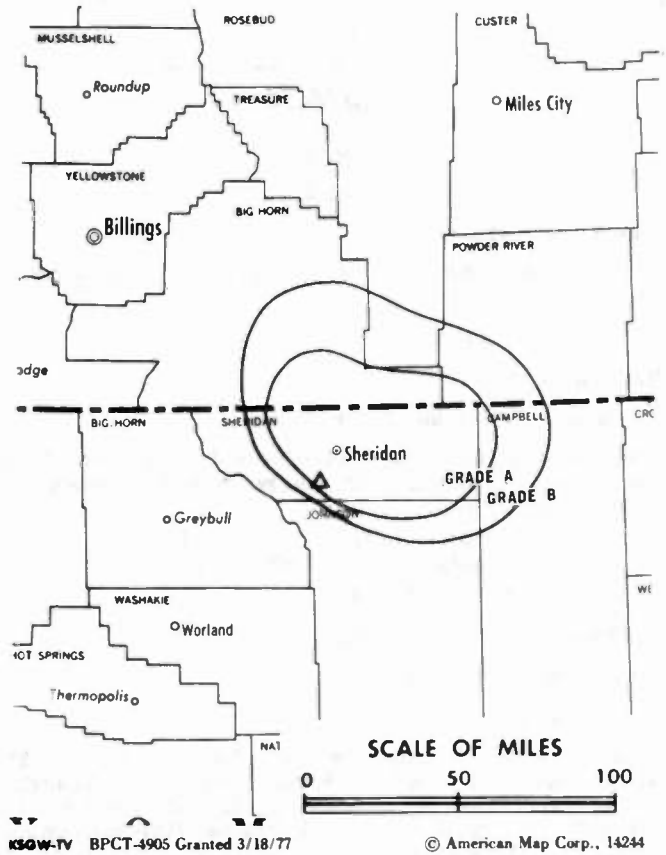 ROSEBUD
CUSTER
MUSSELSHELL
Roundup
TREASURE
Miles City
YELLOWSTONE
BIG HORN
Billings
POWDER RIVER
odge
BIG HORN
SHERIDAN
CAMPBELL
CRO
Sheridan
GRADE A
GRADE B
JOHNSON
Greybull
WE
WASHAKIE
Worland
HOT SPRINGS
Thermopolis
NAT
SCALE OF MILES
0 50 100
KSGW-TV BPCT-4905 Granted 3/18/77 © American Map Corp., 14244